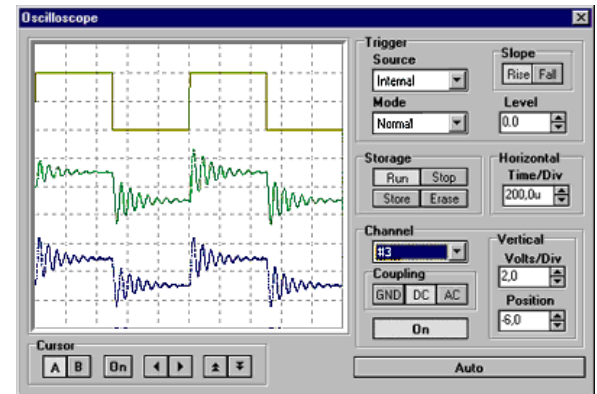 Oscilloscope
Trigger
Source
Internal
Mode
Normal
Slope
Rise Fall
Level
0.0
Storage
Run Stop
Store Erase
Horizontal
Time/Div
200,0u
Channel
#3
Coupling
GND DC AC
On
Vertical
Volts/Div
2,0
Position
-6,0
Cursor
A B On
Auto